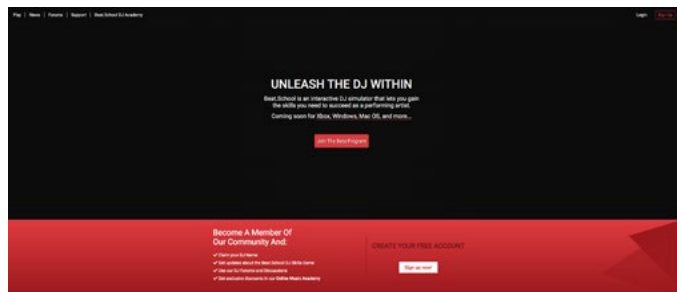 Play | News | Forums | Support | Beat.School DJ Academy
Login Sign up
UNLEASH THE DJ WITHIN
Beat.School is an interactive DJ simulator that lets you gain
the skills you need to succeed as a performing artist.
Coming soon for Xbox, Windows, Mac OS, and more...
Join The Beta Program
Become A Member Of
Our Community And:
✓ Claim your DJ Name
✓ Get updates about the Beat.School DJ Skills Game
✓ Use our DJ Forums and Discussions
✓ Get exclusive discounts in our Online Music Academy
CREATE YOUR FREE ACCOUNT
Sign up now!